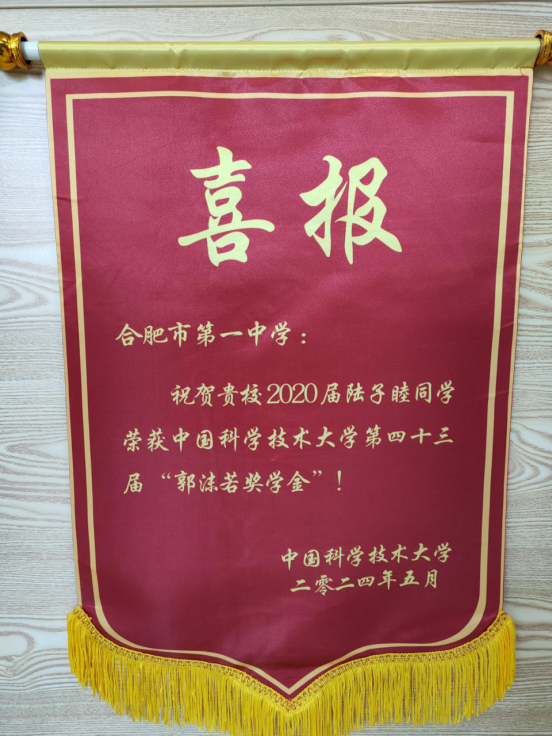 喜报
合肥市第一中学：
祝贺贵校2020届陆子睦同学
荣获中国科学技术大学第四十三
届“郭沫若奖学金”！
中国科学技术大学
二零二四年五月